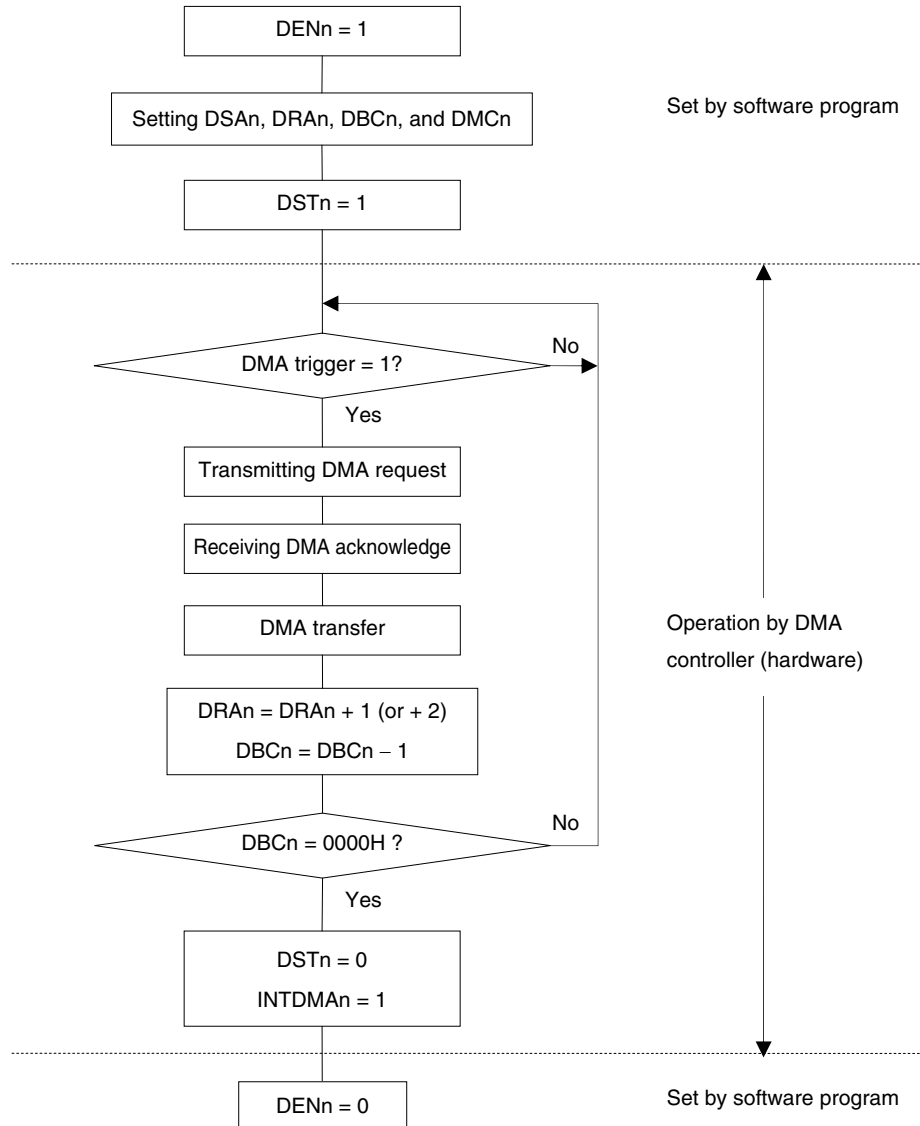 DENn = 1
Setting DSAn, DRAn, DBCn, and DMCn
Set by software program
DSTn = 1
DMA trigger = 1?
No
Yes
Transmitting DMA request
Receiving DMA acknowledge
DMA transfer
Operation by DMA
controller (hardware)
DRAn = DRAn + 1 (or + 2)
DBCn = DBCn − 1
DBCn = 0000H ?
No
Yes
DSTn = 0
INTDMAn = 1
DENn = 0
Set by software program